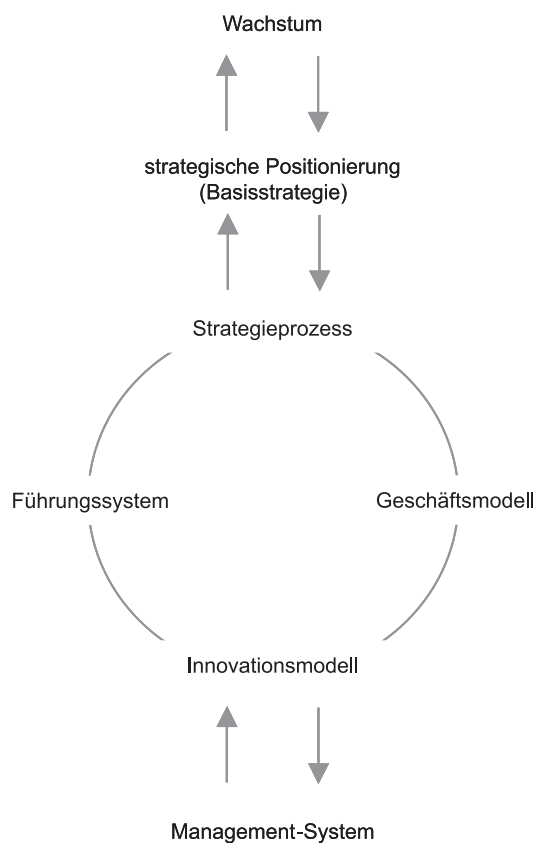 Wachstum
strategische Positionierung
(Basisstrategie)
Strategieprozess
Führungssystem
Geschäftsmodell
Innovationsmodell
Management-System